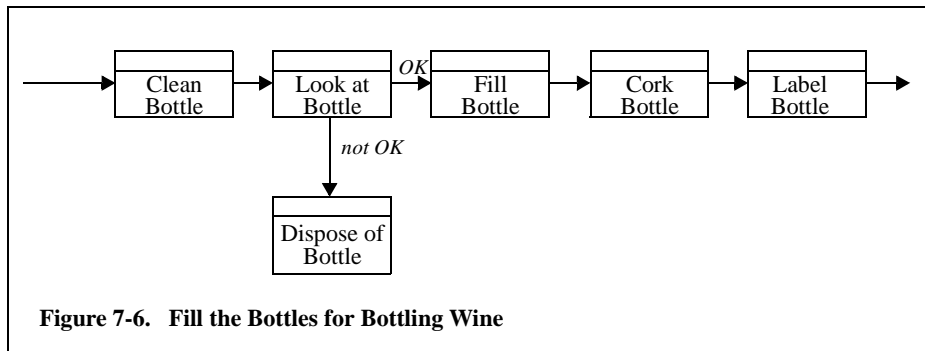 Clean
Bottle
Look at
Bottle
OK
Fill
Bottle
Cork
Bottle
Label
Bottle
not OK
Dispose of
Bottle
Figure 7-6. Fill the Bottles for Bottling Wine